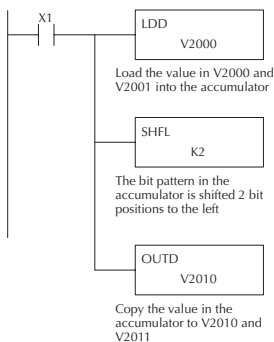 X1
LDD
V2000
Load the value in V2000 and
V2001 into the accumulator
SHFL
K2
The bit pattern in the
accumulator is shifted 2 bit
positions to the left
OUTD
V2010
Copy the value in the
accumulator to V2010 and
V2011